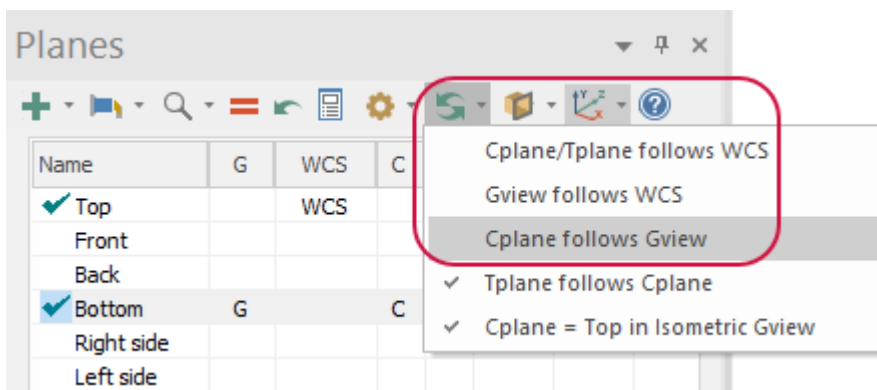 Planes
Name G WCS C
Top WCS
Front
Back
Bottom G C
Right side
Left side
Cplane/Tplane follows WCS
Gview follows WCS
Cplane follows Gview
Tplane follows Cplane
Cplane = Top in Isometric Gview